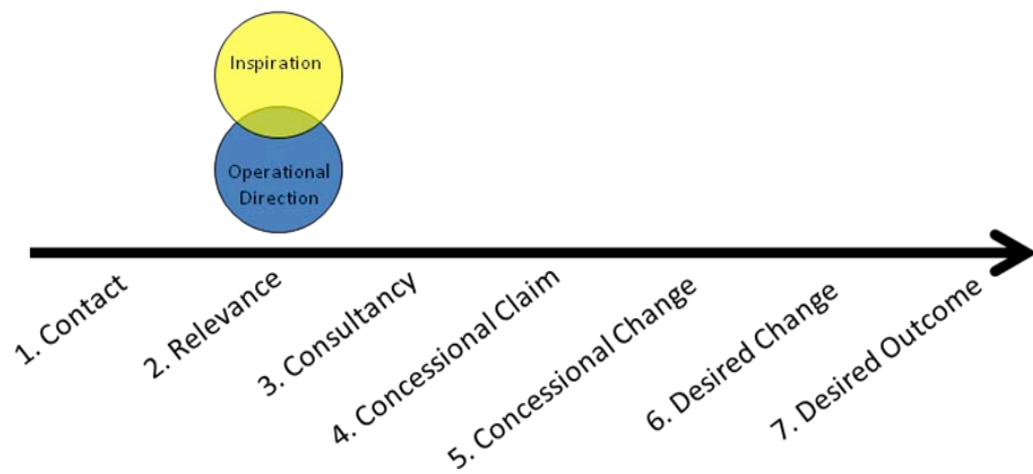 Inspiration
Operational
Direction
1. Contact
2. Relevance
3. Consultancy
4. Concessional Claim
5. Concessional Change
6. Desired Change
7. Desired Outcome